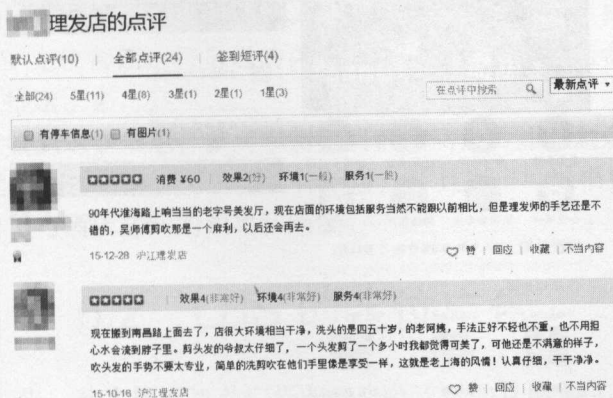 理发店的点评
默认点评(10) | 全部点评(24) | 签到短评(4)
全部(24) 5星(11) 4星(8) 3星(1) 2星(1) 1星(3)
在点评中搜索 最新点评
有停车信息(1) 有图片(1)
消费 ¥60 效果2(好) 环境1(一般) 服务1(一般)
90年代淮海路上响当当的老字号美发厅，现在店面的环境包括服务当然不能跟以前相比，但是理发师的手艺还是不
错的，吴师傅剪吹那是一个麻利，以后还会再去。
15-12-28 沪江理发店 赞 | 回应 | 收藏 | 不当内容
效果4(非常好) 环境4(非常好) 服务4(非常好)
现在搬到南昌路上面去了，店很大环境相当干净，洗头的是四五十岁，的老阿姨，手法正好不轻也不重，也不用担
心水会流到脖子里。剪头发的爷叔太仔细了，一个头发剪了一个多小时我都觉得可美了，可他还是不满意的样子，
吹头发的手势不要太专业，简单的洗剪吹在他们手里像是享受一样，这就是老上海的风情！认真仔细，干干净净。
15-10-16 沪江理发店 赞 | 回应 | 收藏 | 不当内容